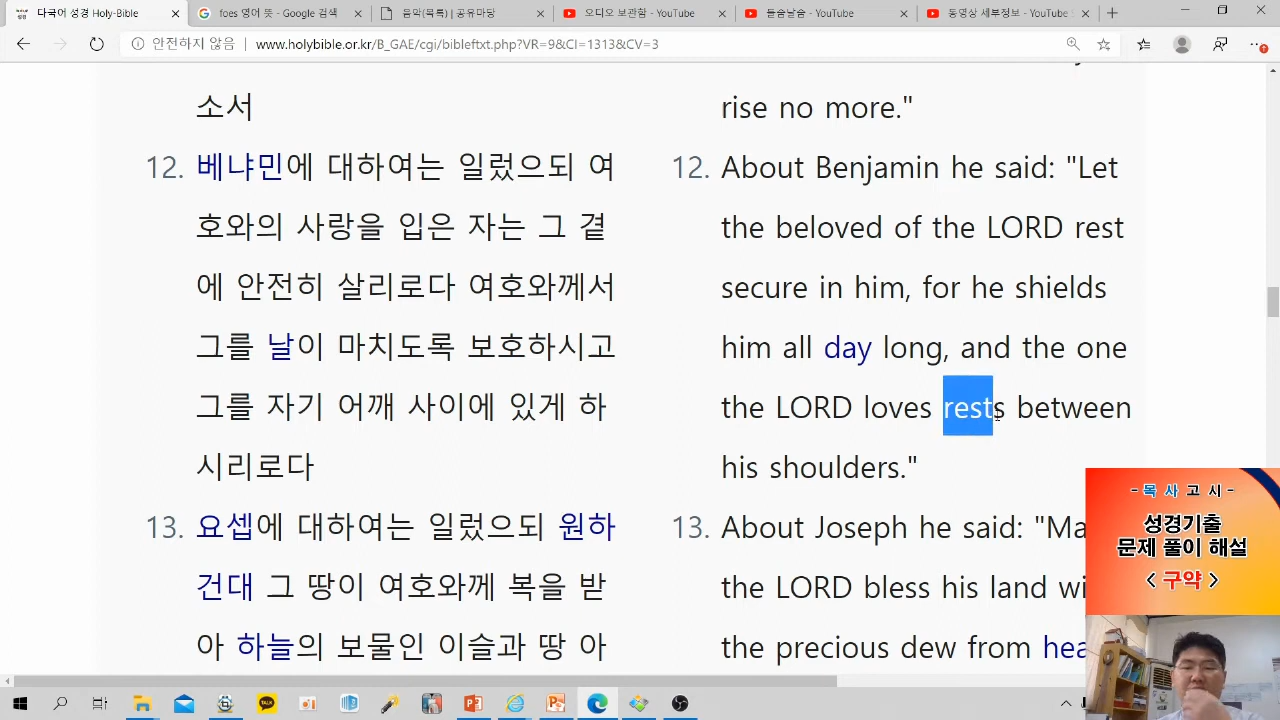 다국어 성경 Holy-Bible
foes 영어 뜻 - Google 검색
음악(목록) | 공유마당
오디오 보관함 - YouTube
들숨날숨 - YouTube
동영상 세부정보 - YouTube S
안전하지 않음 | www.holybible.or.kr/B_GAE/cgi/bibleftxt.php?VR=9&CI=1313&CV=3
소서
12. 베냐민에 대하여는 일렀으되 여
호와의 사랑을 입은 자는 그 곁
에 안전히 살리로다 여호와께서
그를 날이 마치도록 보호하시고
그를 자기 어깨 사이에 있게 하
시리로다
13. 요셉에 대하여는 일렀으되 원하
건대 그 땅이 여호와께 복을 받
아 하늘의 보물인 이슬과 땅 아
rise no more."
12. About Benjamin he said: "Let
the beloved of the LORD rest
secure in him, for he shields
him all day long, and the one
the LORD loves rests between
his shoulders."
13. About Joseph he said: "Ma
the LORD bless his land wi
the precious dew from hea
- 목 사 고 시 -
성경기출
문제 풀이 해설
< 구약 >
TALK